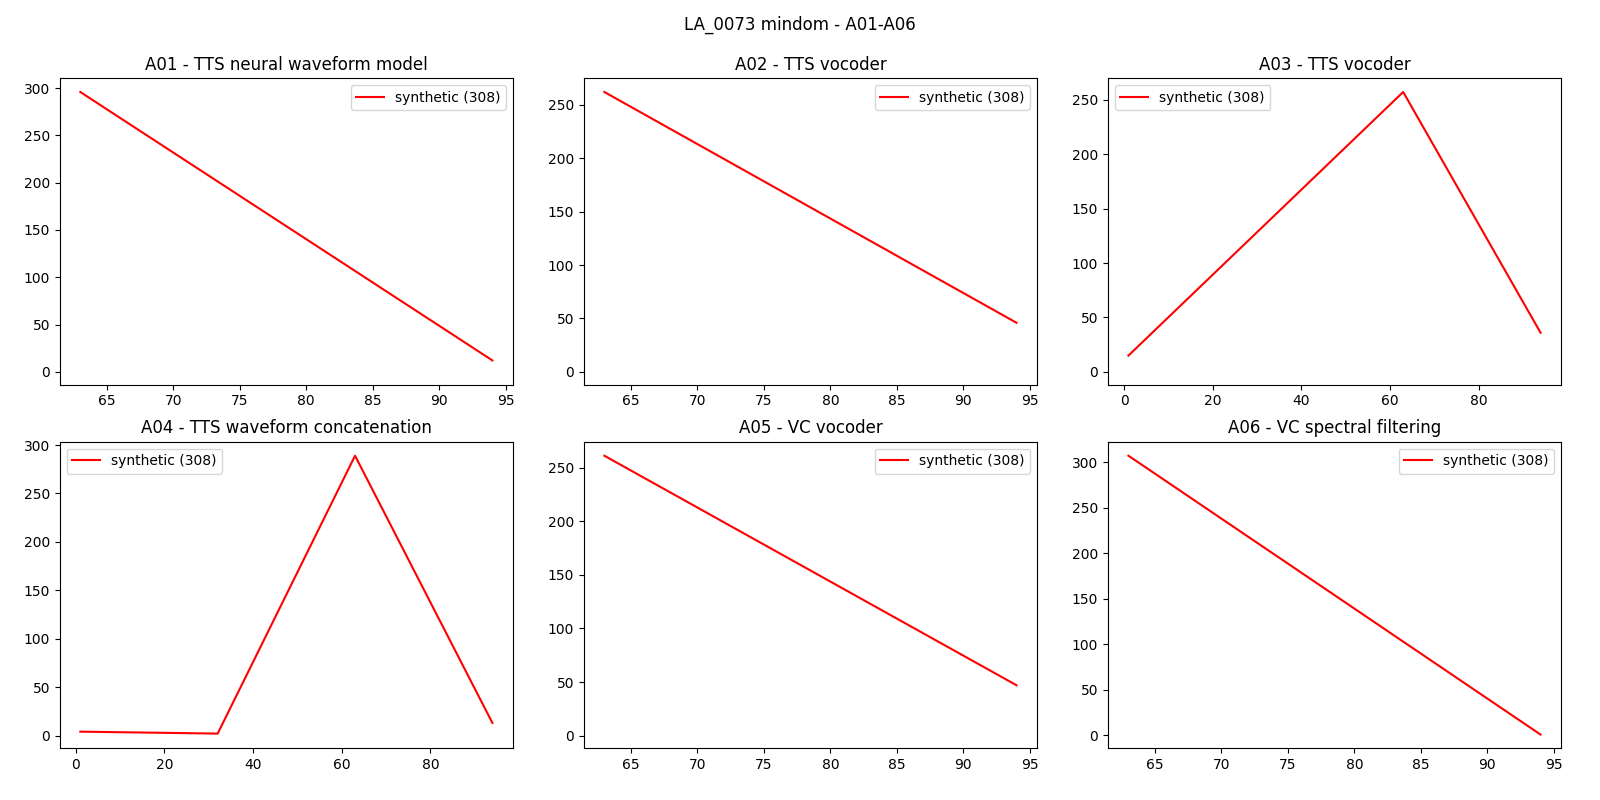 LA_0073 mindom - A01-A06
A01 - TTS neural waveform model
synthetic (308)
300
250
200
150
100
50
0
65 70 75 80 85 90 95
A02 - TTS vocoder
synthetic (308)
250
200
150
100
50
0
65 70 75 80 85 90 95
A03 - TTS vocoder
synthetic (308)
250
200
150
100
50
0
0 20 40 60 80
A04 - TTS waveform concatenation
synthetic (308)
300
250
200
150
100
50
0
0 20 40 60 80
A05 - VC vocoder
synthetic (308)
250
200
150
100
50
0
65 70 75 80 85 90 95
A06 - VC spectral filtering
synthetic (308)
300
250
200
150
100
50
0
65 70 75 80 85 90 95